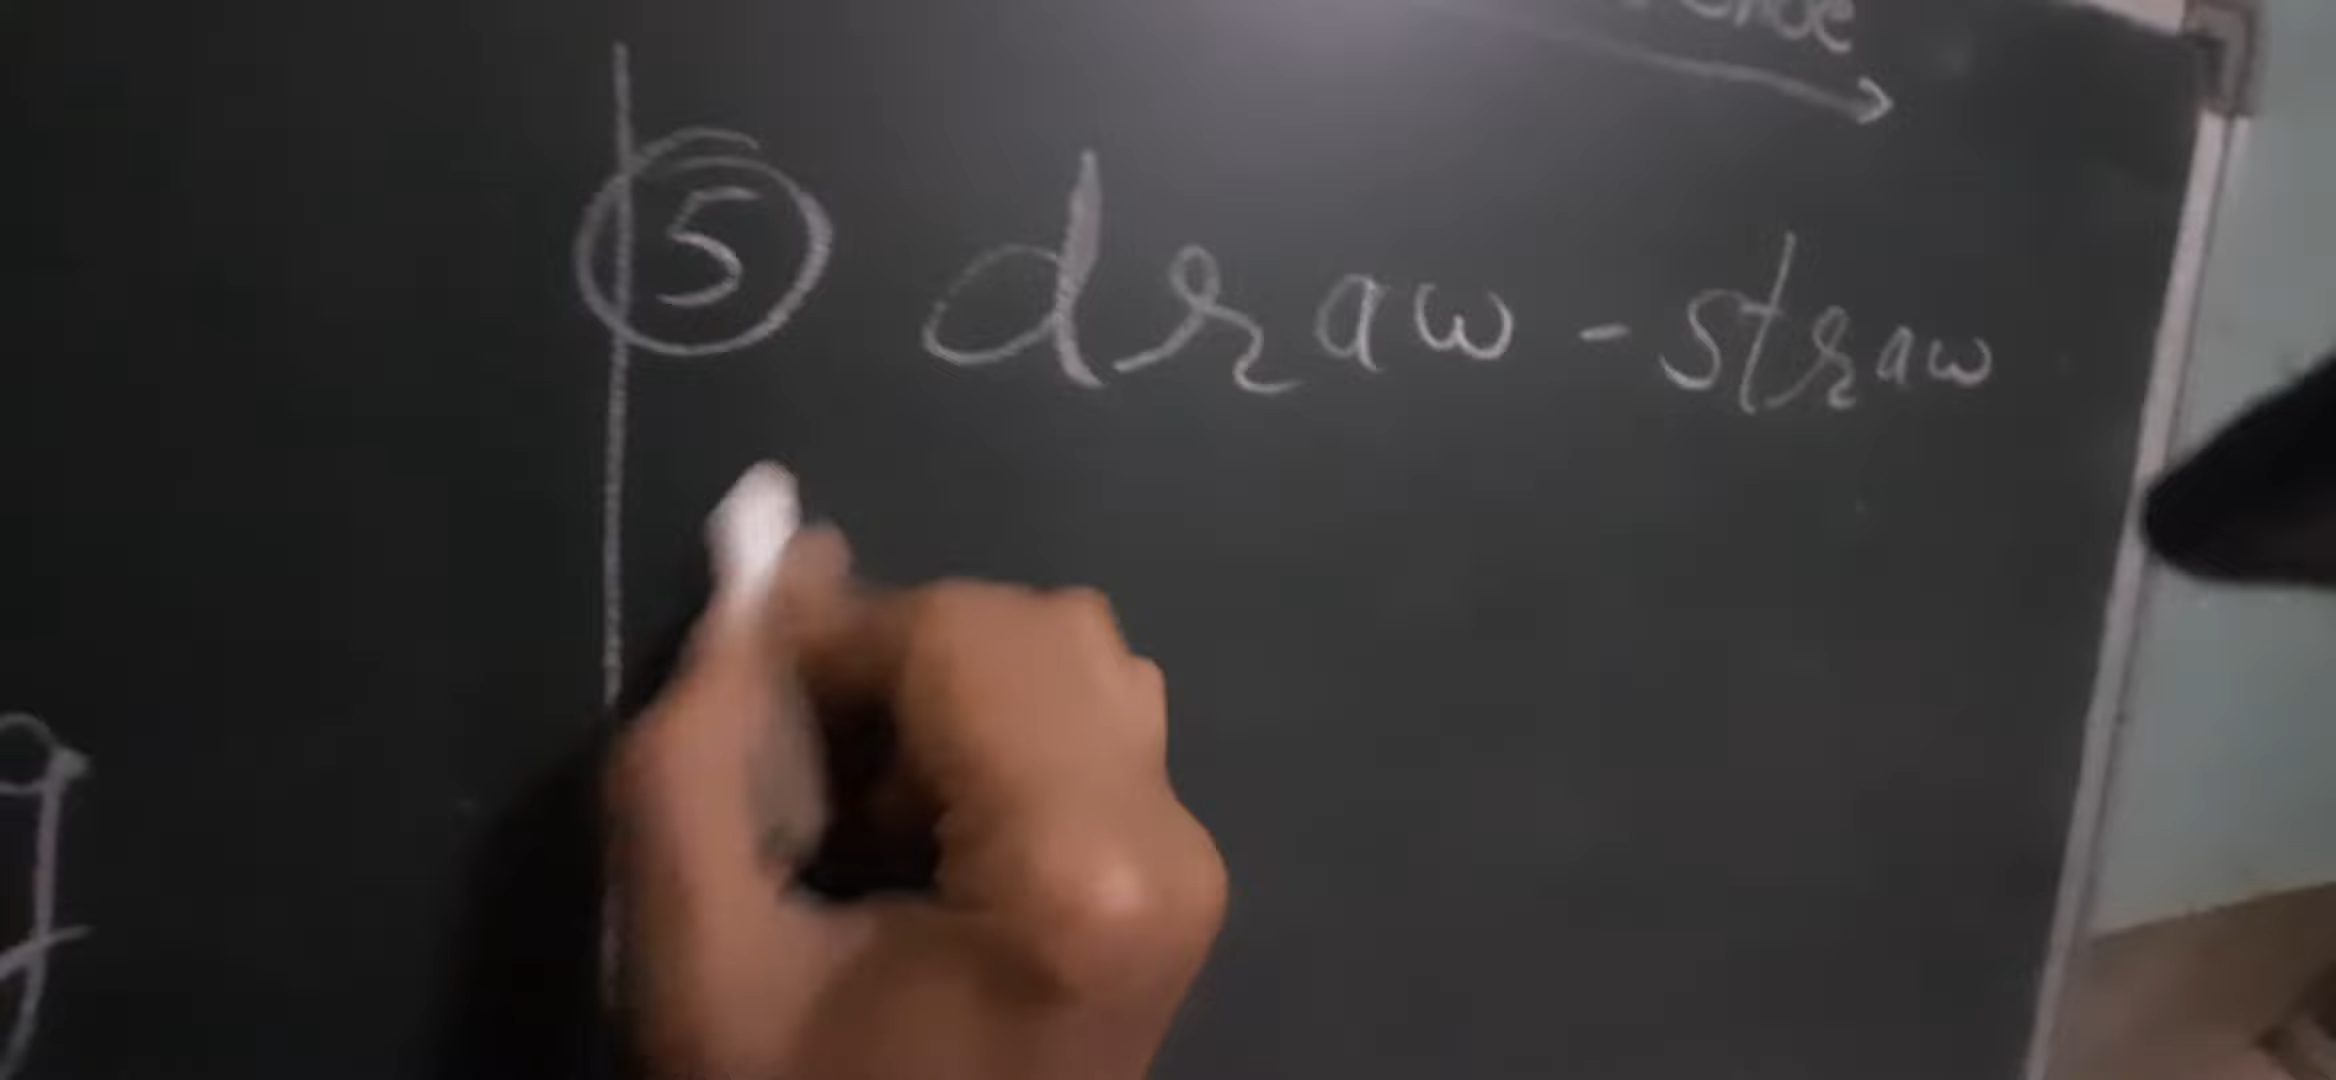 ⑤ draw - straw
g